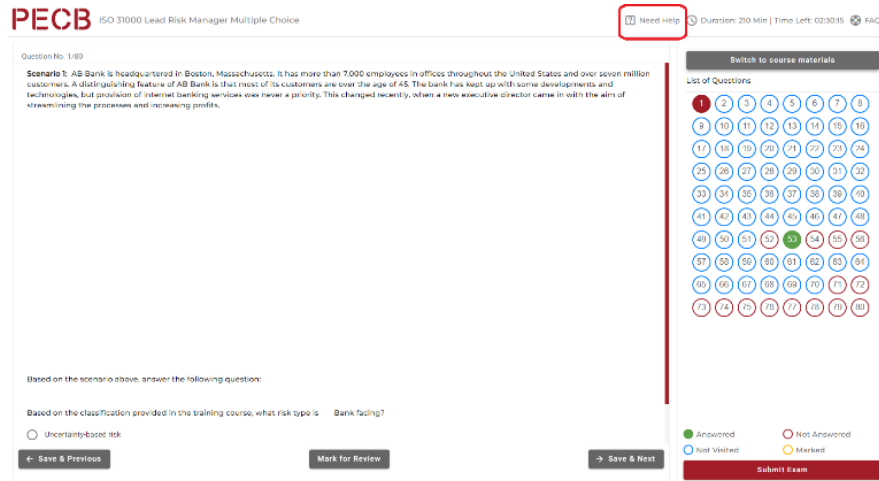 PECB ISO 31000 Lead Risk Manager Multiple Choice
Need Help
Duration: 210 Min | Time Left: 02:30:15
FAQ
Question No. 1/80
Scenario 1: AB Bank is headquartered in Boston, Massachusetts. It has more than 7,000 employees in offices throughout the United States and over seven million
customers. A distinguishing feature of AB Bank is that most of its customers are over the age of 45. The bank has kept up with some developments and
technologies, but provision of internet banking services was never a priority. This changed recently, when a new executive director came in with the aim of
streamlining the processes and increasing profits.
Based on the scenario above, answer the following question:
Based on the classification provided in the training course, what risk type is Bank facing?
Uncertainty-based risk
← Save & Previous
Mark for Review
→ Save & Next
Switch to course materials
List of Questions
1 2 3 4 5 6 7 8
9 10 11 12 13 14 15 16
17 18 19 20 21 22 23 24
25 26 27 28 29 30 31 32
33 34 35 36 37 38 39 40
41 42 43 44 45 46 47 48
49 50 51 52 53 54 55 56
57 58 59 60 61 62 63 64
65 66 67 68 69 70 71 72
73 74 75 76 77 78 79 80
Answered
Not Answered
Not Visited
Marked
Submit Exam